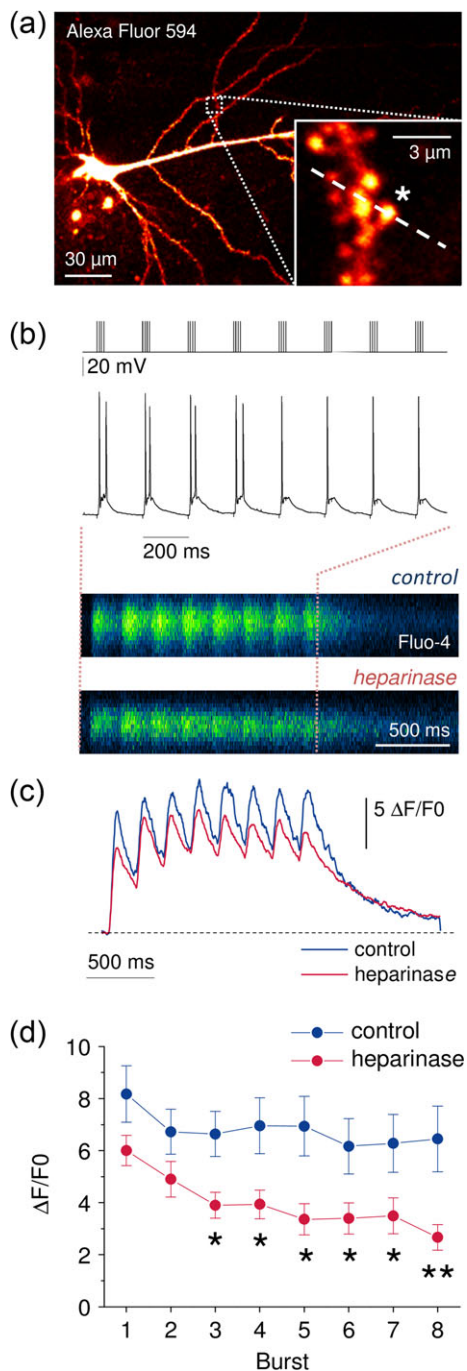 (a)
Alexa Fluor 594
3 µm
*
30 µm
(b)
20 mV
200 ms
control
Fluo-4
heparinase
500 ms
(c)
5 ΔF/F0
control
500 ms
heparinase
(d)
control
heparinase
10
8
6
4
2
0
ΔF/F0
* * * * * **
1 2 3 4 5 6 7 8
Burst